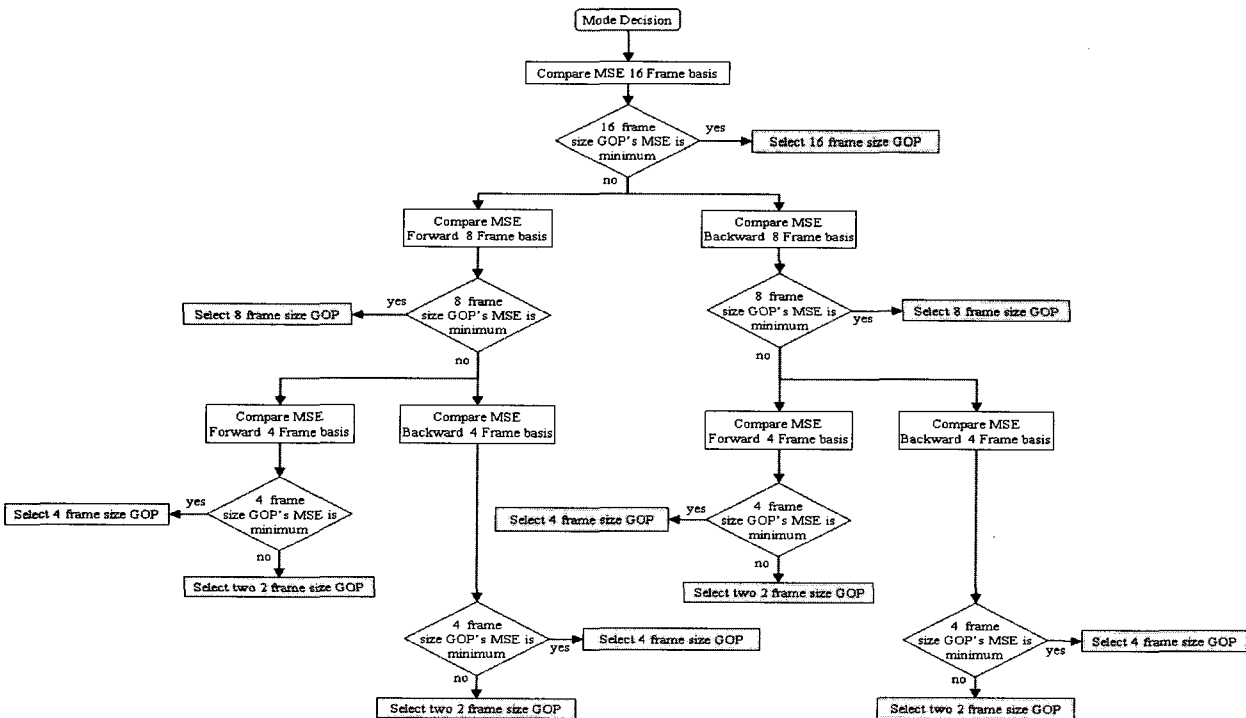 Mode Decision
Compare MSE 16 Frame basis
16 frame
size GOP's MSE is
minimum
yes
Select 16 frame size GOP
no
Compare MSE
Forward 8 Frame basis
Compare MSE
Backward 8 Frame basis
8 frame
size GOP's MSE is
minimum
yes
Select 8 frame size GOP
no
8 frame
size GOP's MSE is
minimum
yes
Select 8 frame size GOP
no
Compare MSE
Forward 4 Frame basis
Compare MSE
Backward 4 Frame basis
Compare MSE
Forward 4 Frame basis
Compare MSE
Backward 4 Frame basis
4 frame
size GOP's MSE is
minimum
yes
Select 4 frame size GOP
no
Select two 2 frame size GOP
4 frame
size GOP's MSE is
minimum
yes
Select 4 frame size GOP
no
Select two 2 frame size GOP
4 frame
size GOP's MSE is
minimum
yes
Select 4 frame size GOP
no
Select two 2 frame size GOP
4 frame
size GOP's MSE is
minimum
yes
Select 4 frame size GOP
no
Select two 2 frame size GOP